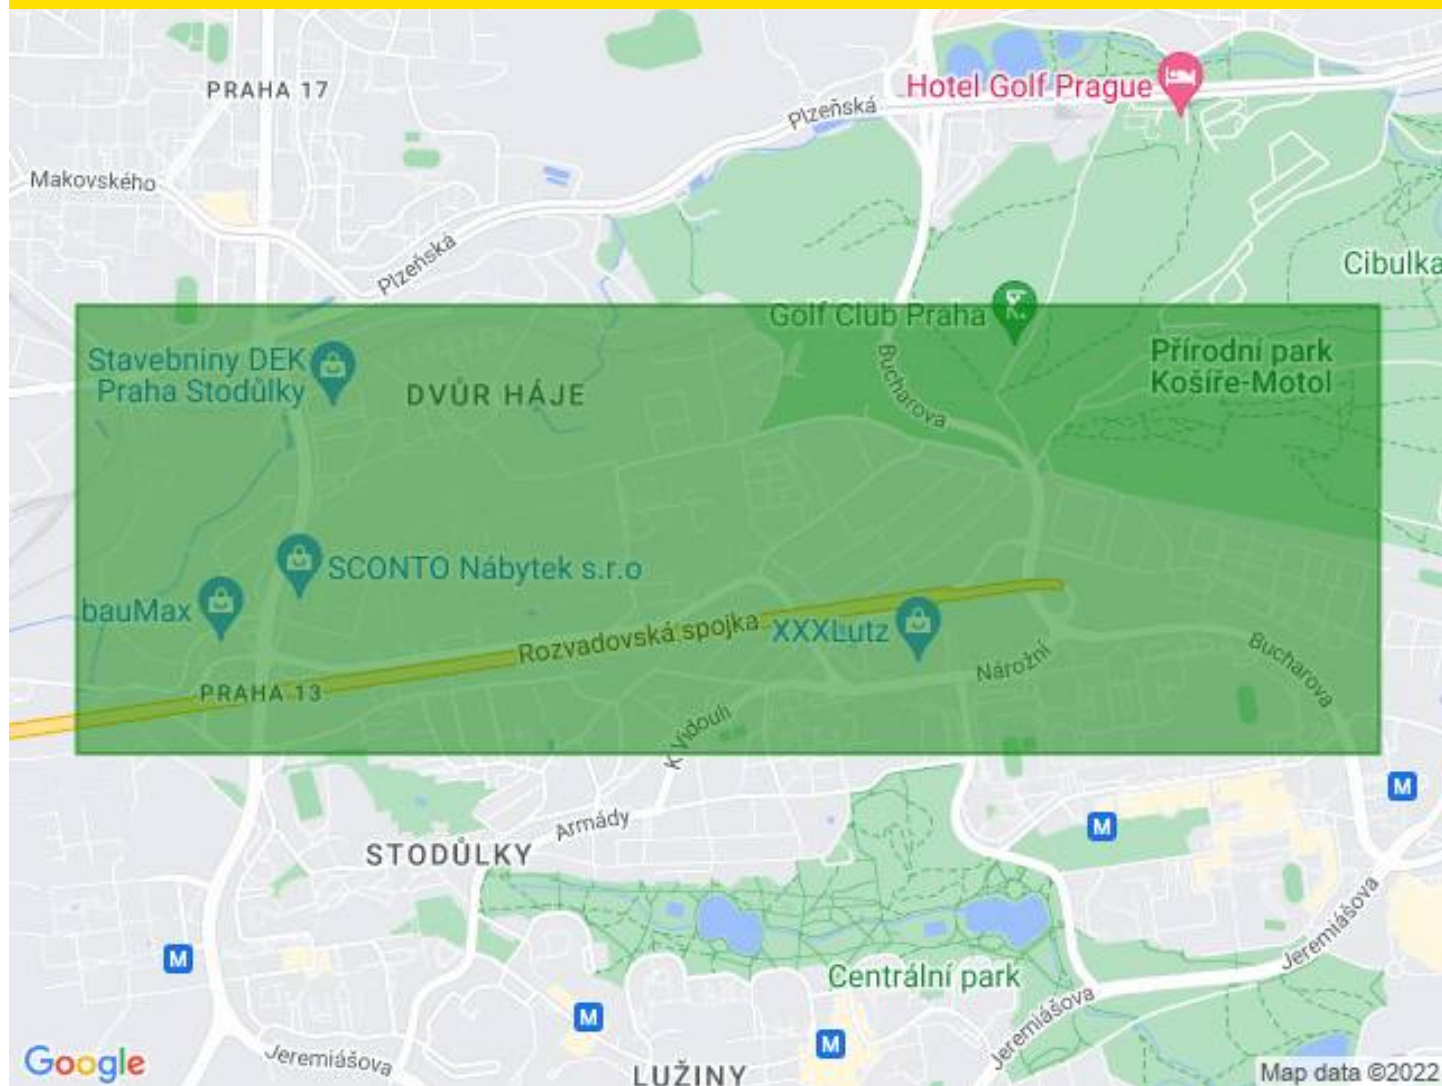 PRAHA 17
Hotel Golf Prague
Plzeňská
Makovského
Plzeňská
Cibulka
Golf Club Praha
Stavebniny DEK
Praha Stodůlky
DVŮR HÁJE
Bucharova
Přírodní park
Košíře-Motol
SCONTO Nábytek s.r.o
bauMax
Rozvadovská spojka
XXXLutz
Nárožní
Bucharova
PRAHA 13
K Vidouli
M
Armády
M
STODŮLKY
Jeremiášova
M
Centrální park
M
Jeremiášova
M
Jeremiášova
LUŽINY
Google
Map data ©2022